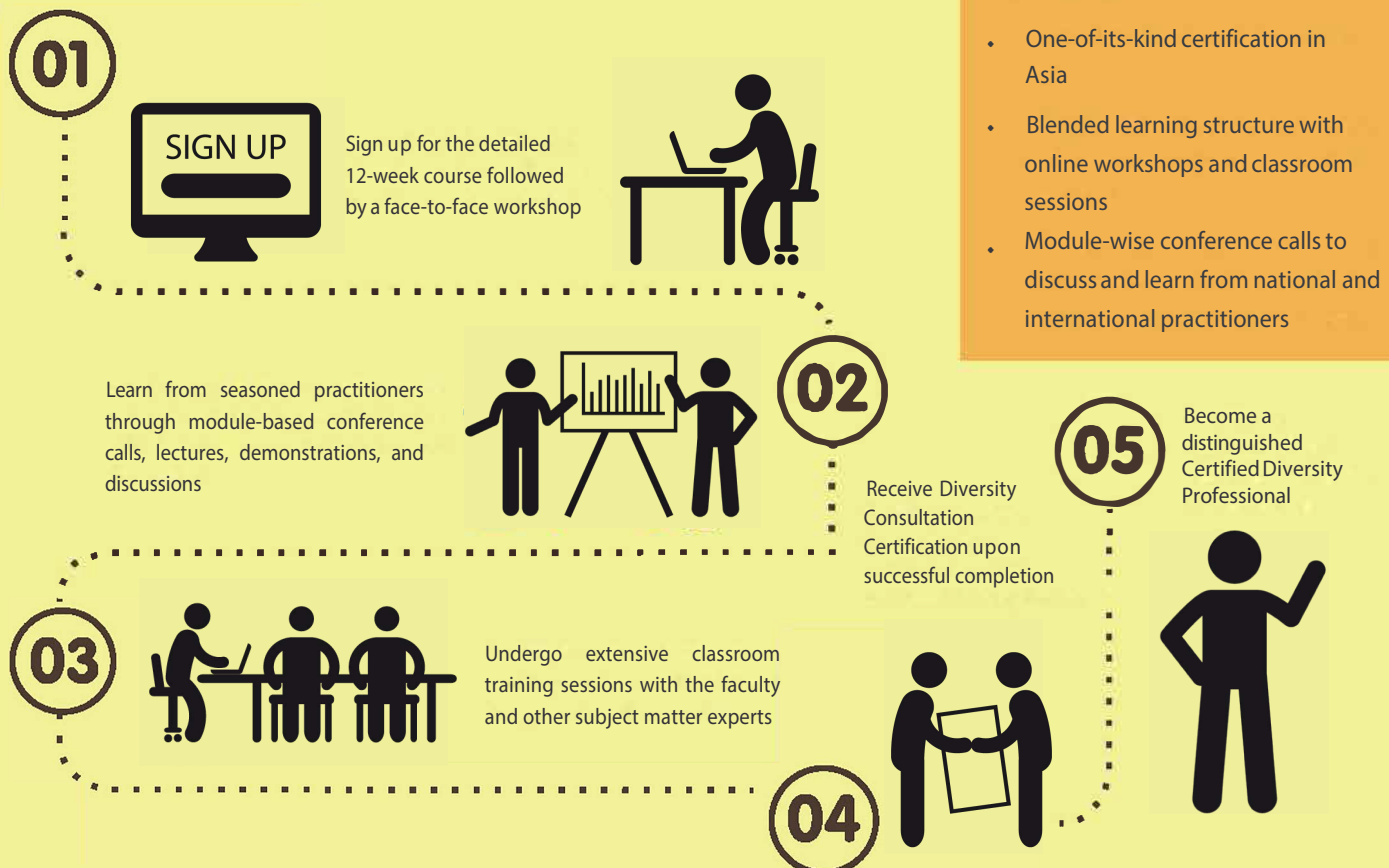 01
SIGN UP
Sign up for the detailed
12-week course followed
by a face-to-face workshop
• One-of-its-kind certification in
Asia
• Blended learning structure with
online workshops and classroom
sessions
• Module-wise conference calls to
discuss and learn from national and
international practitioners
02
Learn from seasoned practitioners
through module-based conference
calls, lectures, demonstrations, and
discussions
03
Undergo extensive classroom
training sessions with the faculty
and other subject matter experts
04
Receive Diversity
Consultation
Certification upon
successful completion
05
Become a
distinguished
Certified Diversity
Professional